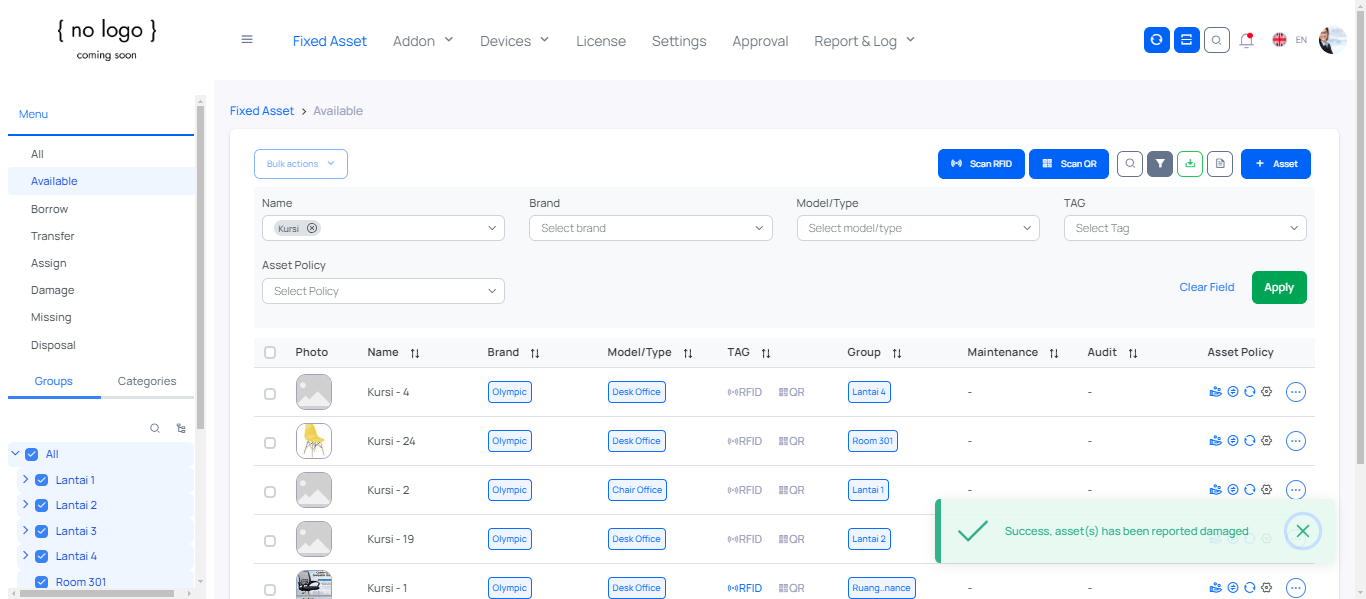 { no logo }
coming soon
Fixed Asset Addon Devices License Settings Approval Report & Log EN
Menu
All
Available
Borrow
Transfer
Assign
Damage
Missing
Disposal
Groups Categories
All
Lantai 1
Lantai 2
Lantai 3
Lantai 4
Room 301
Fixed Asset > Available
Bulk actions Scan RFID Scan QR + Asset
Name Brand Model/Type TAG
Kursi Select brand Select model/type Select Tag
Asset Policy
Select Policy Clear Field Apply
Photo Name Brand Model/Type TAG Group Maintenance Audit Asset Policy
Kursi - 4 Olympic Desk Office RFID QR Lantai 4 - -
Kursi - 24 Olympic Desk Office RFID QR Room 301 - -
Kursi - 2 Olympic Chair Office RFID QR Lantai 1 - -
Kursi - 19 Olympic Desk Office RFID QR Lantai 2
Success, asset(s) has been reported damaged
Kursi - 1 Olympic Desk Office RFID QR Ruang..nance - -